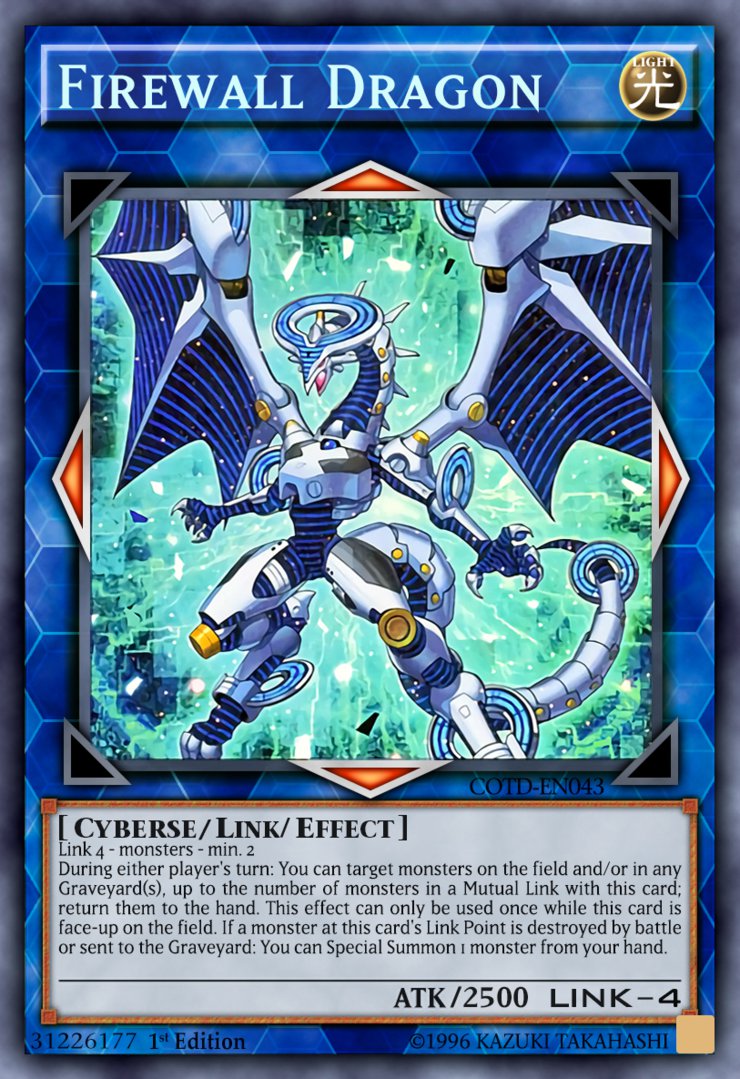 FIREWALL DRAGON
LIGHT
光
COTD-EN043
[ CYBERSE/LINK/ EFFECT ]
Link 4 - monsters - min. 2
During either player's turn: You can target monsters on the field and/or in any
Graveyard(s), up to the number of monsters in a Mutual Link with this card;
return them to the hand. This effect can only be used once while this card is
face-up on the field. If a monster at this card's Link Point is destroyed by battle
or sent to the Graveyard: You can Special Summon 1 monster from your hand.
ATK/2500 LINK-4
31226177 1st Edition ©1996 KAZUKI TAKAHASHI